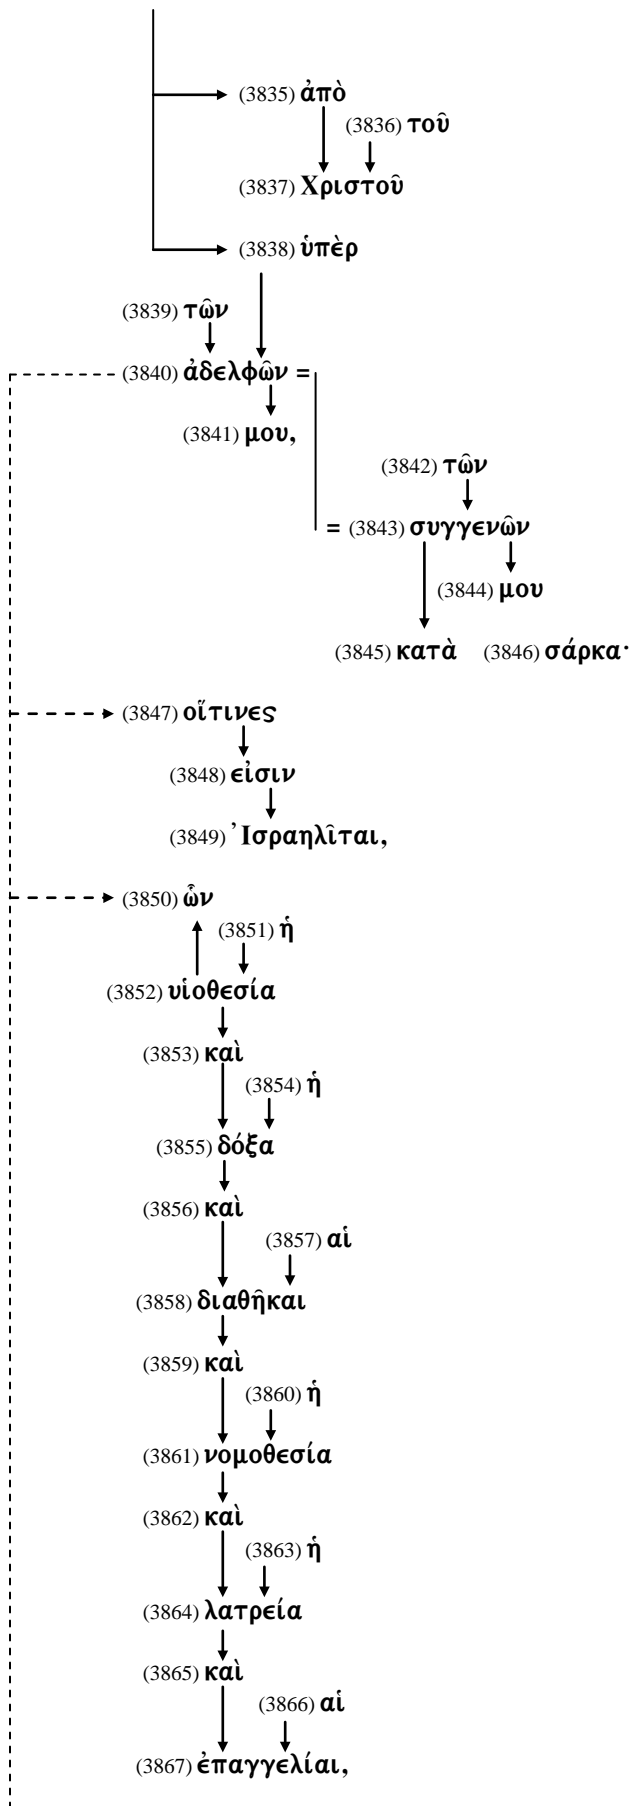 (3835) ἀπὸ
(3836) τοῦ
(3837) Χριστοῦ
(3838) ὑπὲρ
(3839) τῶν
(3840) ἀδελφῶν =
(3841) μου,
(3842) τῶν
= (3843) συγγενῶν
(3844) μου
(3845) κατὰ (3846) σάρκα·
(3847) οἵτινες
(3848) εἰσιν
(3849) Ἰσραηλῖται,
(3850) ὧν
(3851) ἡ
(3852) υἱοθεσία
(3853) καὶ
(3854) ἡ
(3855) δόξα
(3856) καὶ
(3857) αἱ
(3858) διαθῆκαι
(3859) καὶ
(3860) ἡ
(3861) νομοθεσία
(3862) καὶ
(3863) ἡ
(3864) λατρεία
(3865) καὶ
(3866) αἱ
(3867) ἐπαγγελίαι,